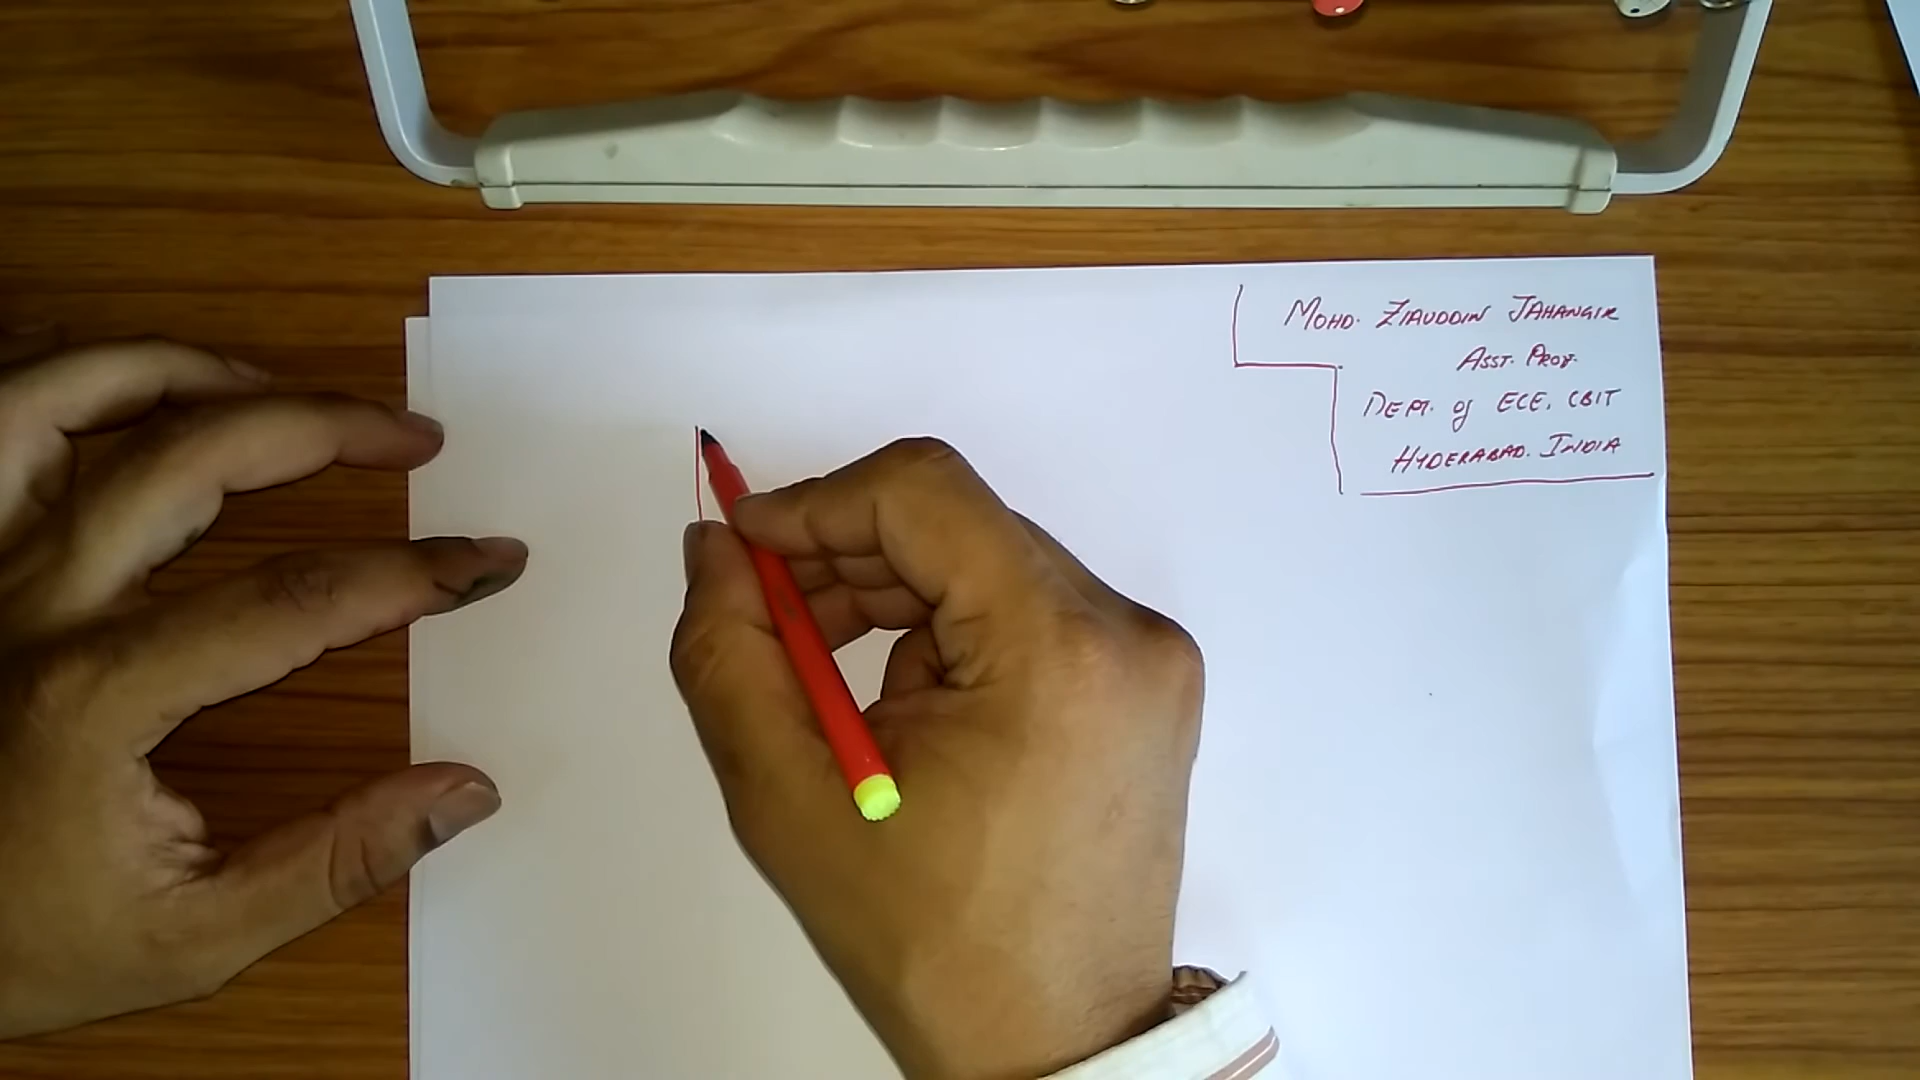 MOHD. ZIAUDDIN JAHANGIR
ASST. PROF.
DEPT. of ECE, CBIT
HYDERABAD. INDIA